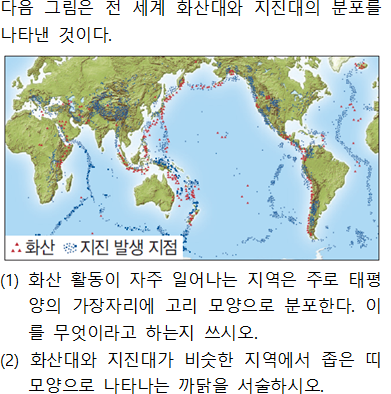 다음 그림은 전 세계 화산대와 지진대의 분포를
나타낸 것이다.
화산 지진 발생 지점
(1) 화산 활동이 자주 일어나는 지역은 주로 태평
양의 가장자리에 고리 모양으로 분포한다. 이
를 무엇이라고 하는지 쓰시오.
(2) 화산대와 지진대가 비슷한 지역에서 좁은 띠
모양으로 나타나는 까닭을 서술하시오.